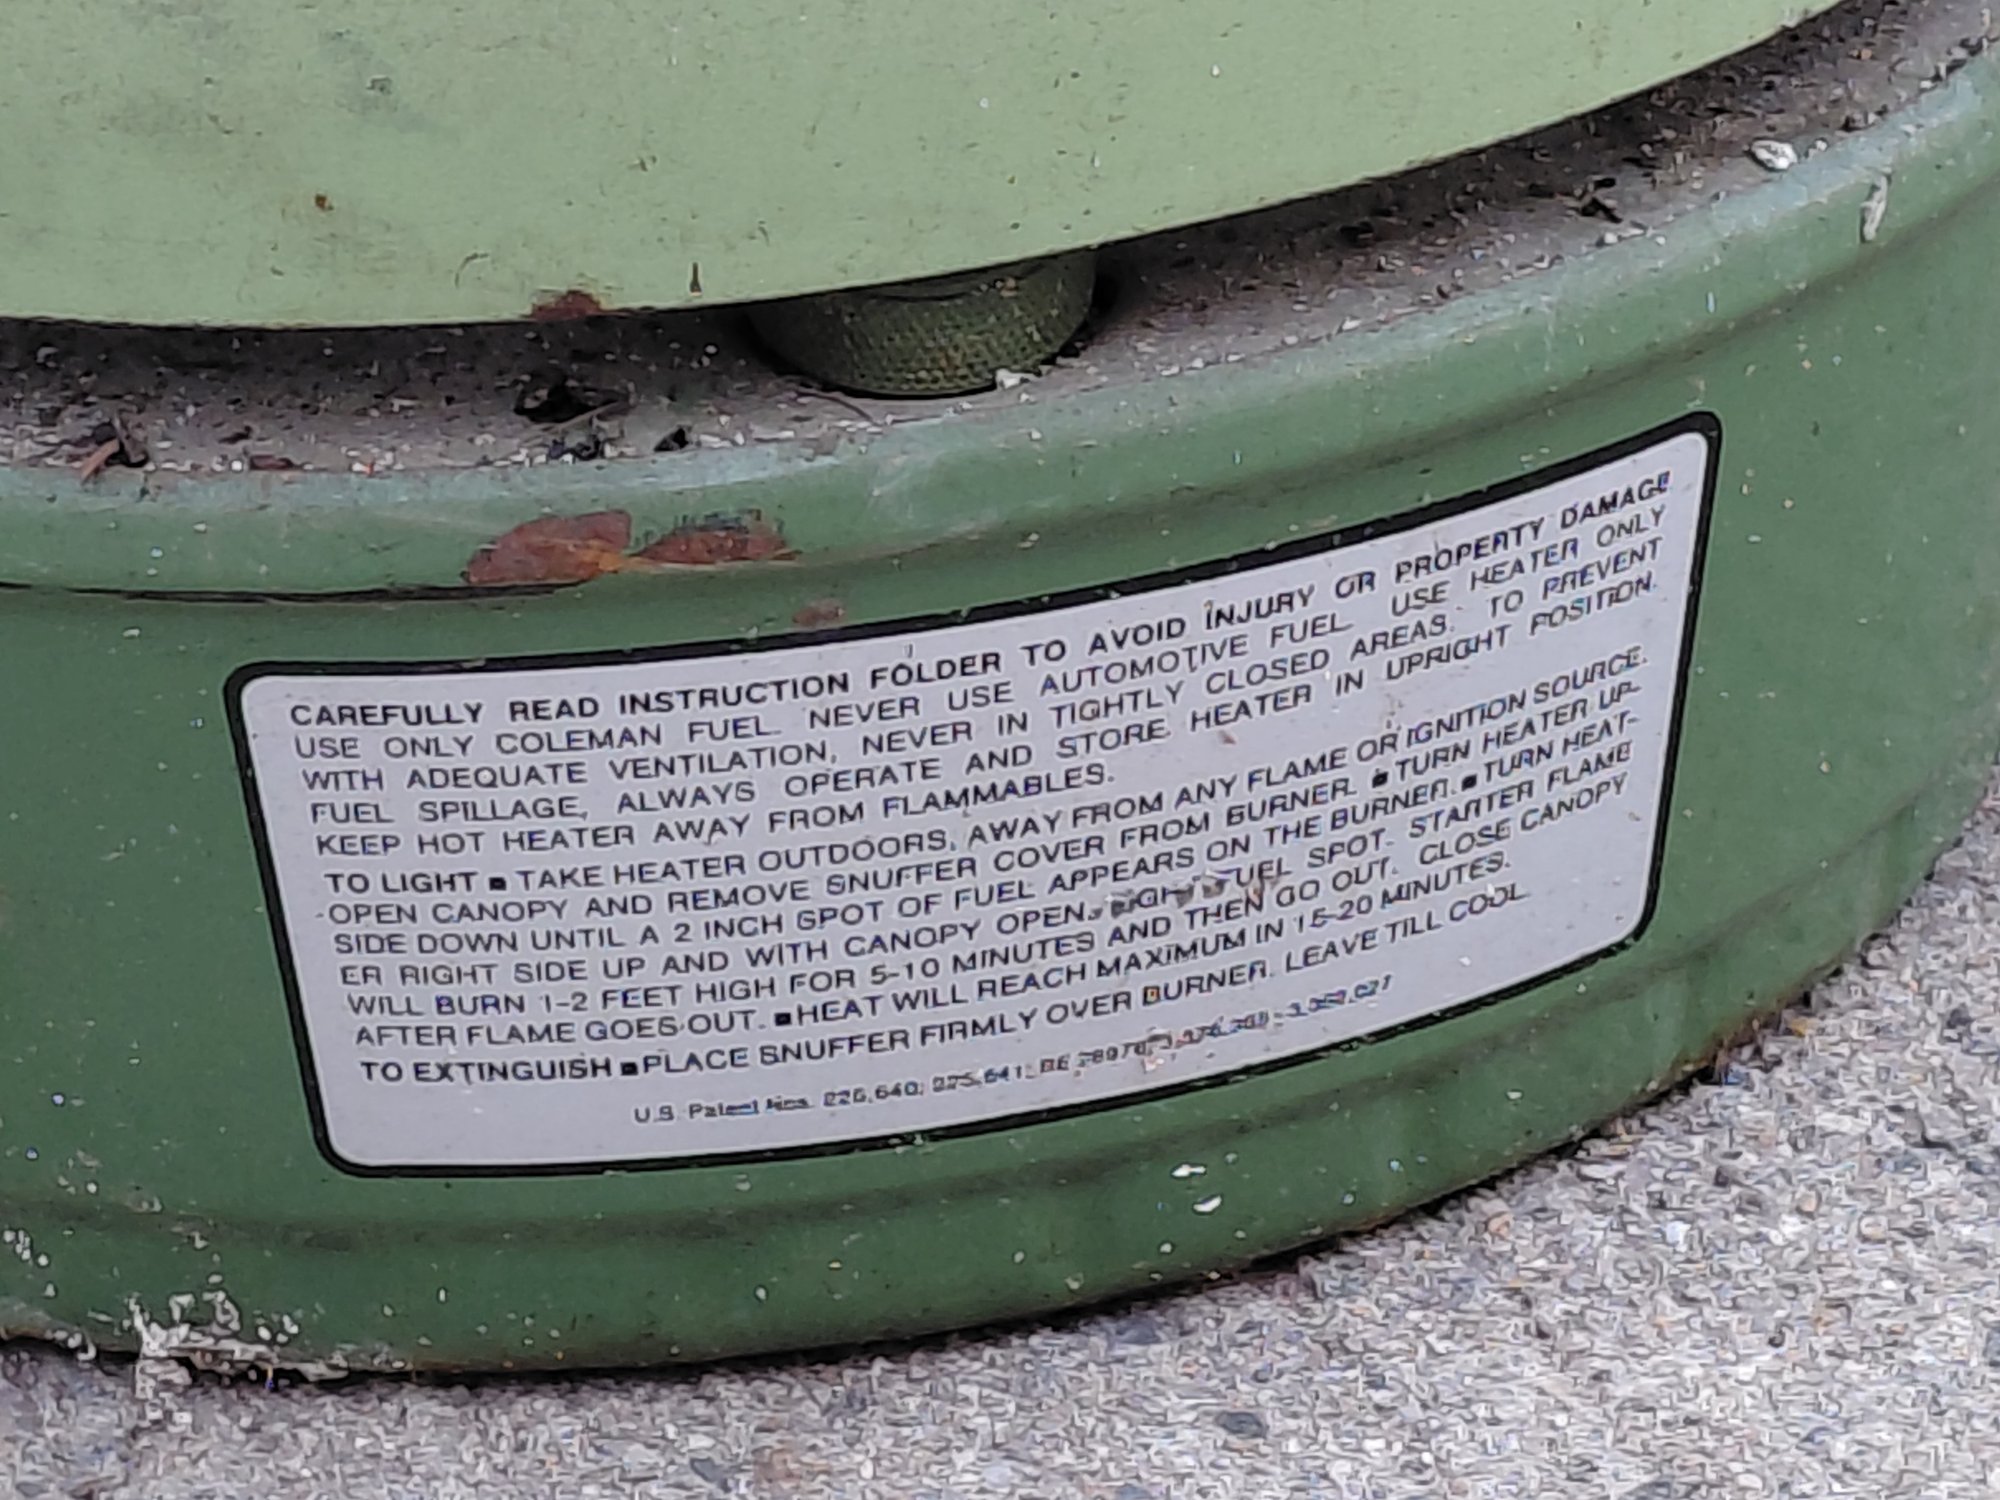 CAREFULLY READ INSTRUCTION FOLDER TO AVOID INJURY OR PROPERTY DAMAGE
USE ONLY COLEMAN FUEL. NEVER USE AUTOMOTIVE FUEL. USE HEATER ONLY
WITH ADEQUATE VENTILATION, NEVER IN TIGHTLY CLOSED AREAS. TO PREVENT
FUEL SPILLAGE, ALWAYS OPERATE AND STORE HEATER IN UPRIGHT POSITION.
KEEP HOT HEATER AWAY FROM FLAMMABLES.
TO LIGHT ■ TAKE HEATER OUTDOORS, AWAY FROM ANY FLAME OR IGNITION SOURCE.
OPEN CANOPY AND REMOVE SNUFFER COVER FROM BURNER. ■ TURN HEATER UP-
SIDE DOWN UNTIL A 2 INCH SPOT OF FUEL APPEARS ON THE BURNER. ■ TURN HEAT-
ER RIGHT SIDE UP AND WITH CANOPY OPEN, LIGHT FUEL SPOT. STARTER FLAME
WILL BURN 1-2 FEET HIGH FOR 5-10 MINUTES AND THEN GO OUT. CLOSE CANOPY
AFTER FLAME GOES OUT. ■ HEAT WILL REACH MAXIMUM IN 15-20 MINUTES.
TO EXTINGUISH ■ PLACE SNUFFER FIRMLY OVER BURNER. LEAVE TILL COOL
U.S. Patent Nos.